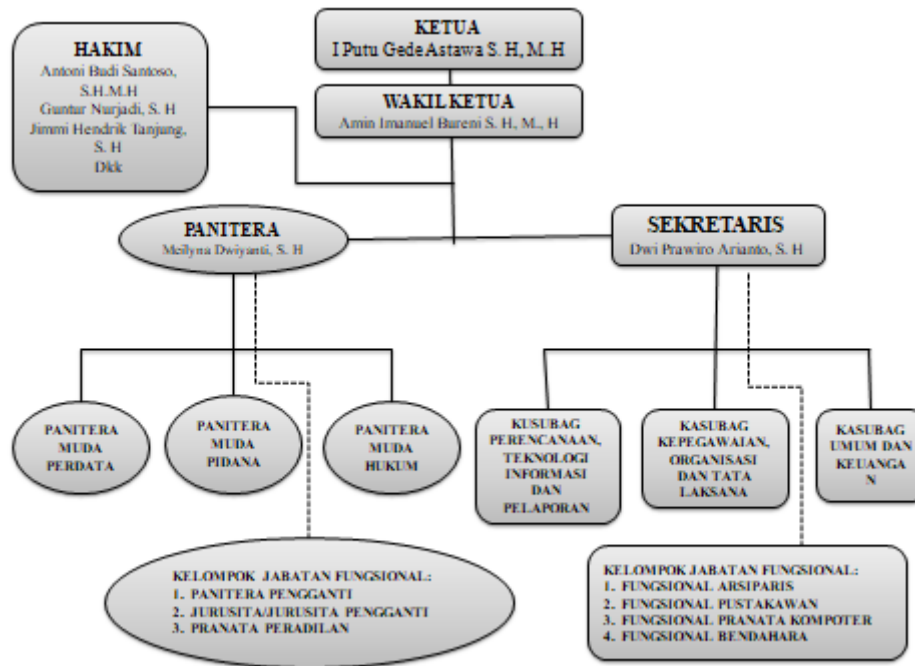 KETUA
I Putu Gede Astawa S. H, M..H
HAKIM
Antoni Budi Santoso,
S.H.M.H
Guntur Nurjadi, S. H
Jimmi Hendrik Tanjung,
S. H
Dkk
WAKIL KETUA
Amin Imanuel Bureni S. H, M., H
PANITERA
Meilyna Dwiyanti, S. H
SEKRETARIS
Dwi Prawiro Arianto, S. H
PANITERA
MUDA
PERDATA
PANITERA
MUDA
PIDANA
PANITERA
MUDA
HUKUM
KUSUBAG
PERENCANAAN,
TEKNOLOGI
INFORMASI
DAN
PELAPORAN
KASUBAG
KEPEGAWAIAN,
ORGANISASI
DAN TATA
LAKSANA
KASUBAG
UMUM DAN
KEUANGA
N
KELOMPOK JABATAN FUNGSIONAL:
1. PANITERA PENGGANTI
2. JURUSITA/JURUSITA PENGGANTI
3. PRANATA PERADILAN
KELOMPOK JABATAN FUNGSIONAL:
1. FUNGSIONAL ARSIPARIS
2. FUNGSIONAL PUSTAKAWAN
3. FUNGSIONAL PRANATA KOMPOTER
4. FUNGSIONAL BENDAHARA